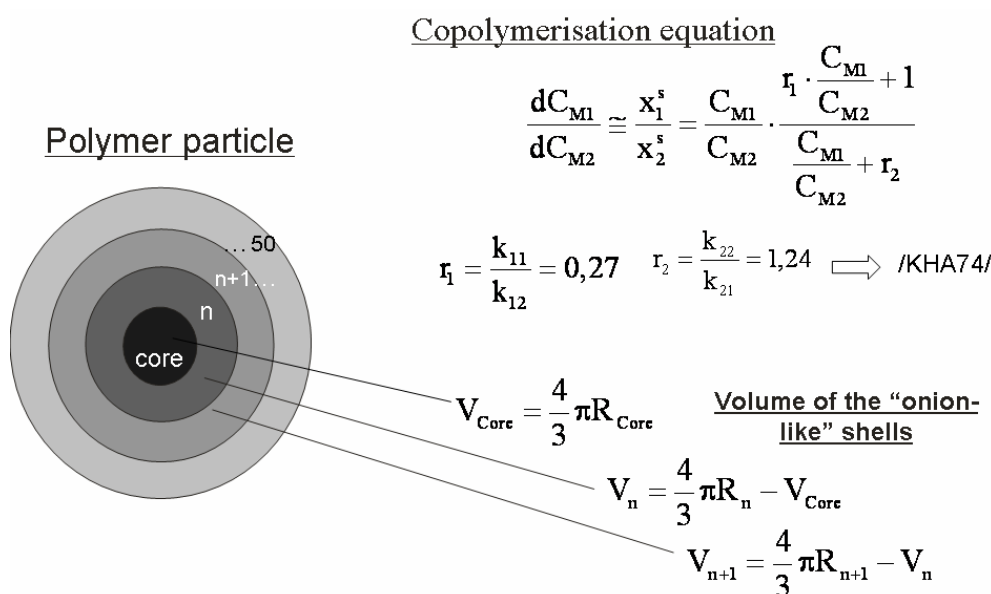 Copolymerisation equation
dC_M1/dC_M2 ≅ x_1^s/x_2^s = C_M1/C_M2 · (r_1 · C_M1/C_M2 + 1)/(C_M1/C_M2 + r_2)
Polymer particle
...50
n+1...
n
core
r_1 = k_11/k_12 = 0,27
r_2 = k_22/k_21 = 1,24 ⇨ /KHA74/
V_Core = 4/3 πR_Core
Volume of the “onion-
like” shells
V_n = 4/3 πR_n − V_Core
V_n+1 = 4/3 πR_n+1 − V_n